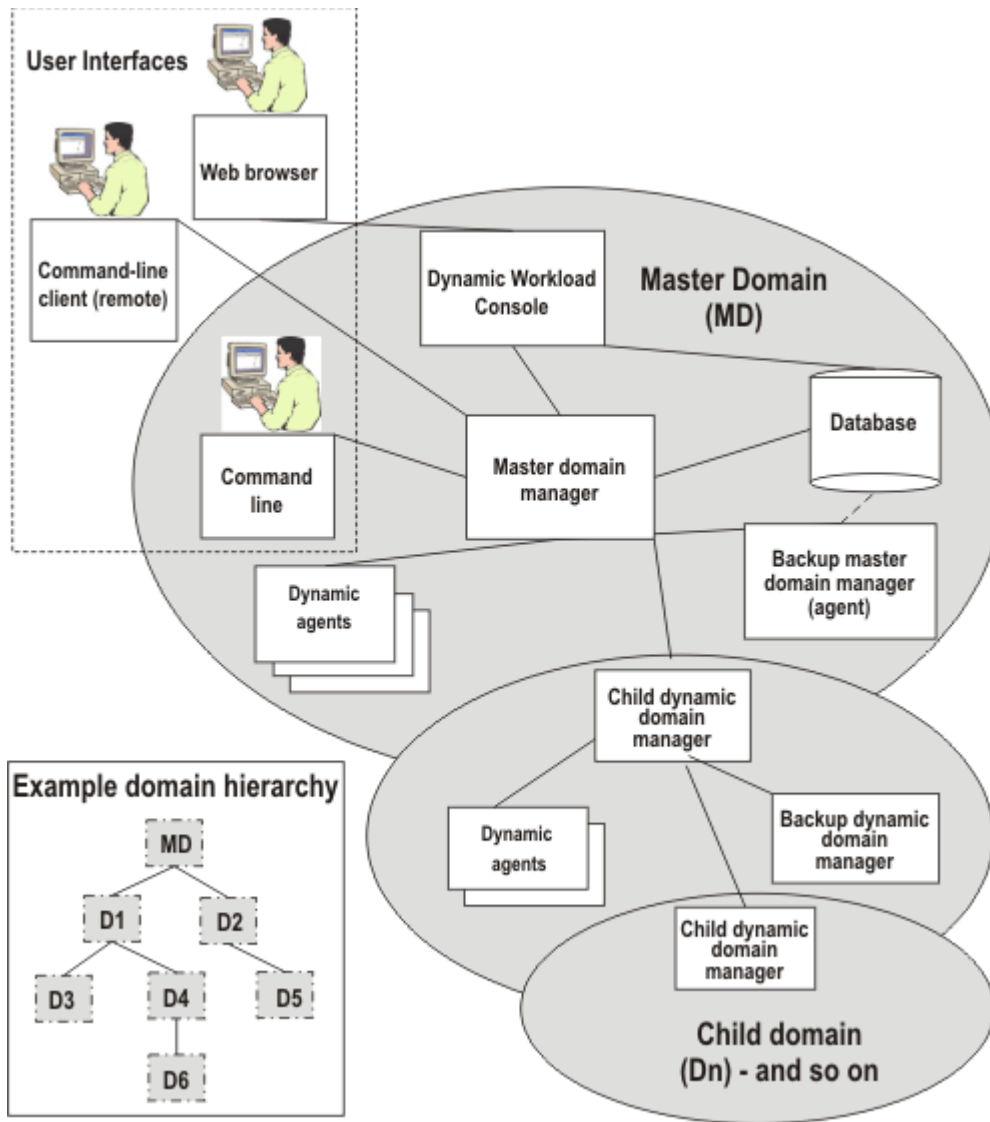 User Interfaces
Web browser
Command-line
client (remote)
Dynamic Workload
Console
Master Domain
(MD)
Database
Command
line
Master domain
manager
Backup master
domain manager
(agent)
Dynamic
agents
Child dynamic
domain
manager
Dynamic
agents
Backup dynamic
domain
manager
Child dynamic
domain
manager
Child domain
(Dn) - and so on
Example domain hierarchy
MD
D1
D2
D3
D4
D5
D6